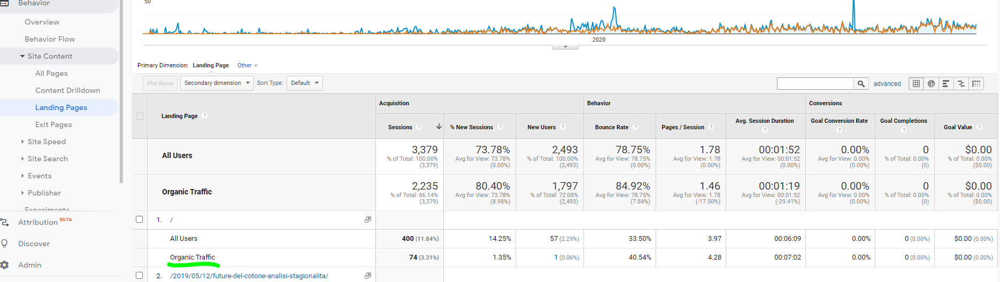 50
Behavior
Overview
Behavior Flow
Site Content
All Pages
Content Drilldown
Landing Pages
Exit Pages
Site Speed
Site Search
Events
Publisher
Experiments
Attribution BETA
Discover
Admin
2020
Primary Dimension: Landing Page Other
Plot Rows Secondary dimension Sort Type: Default advanced
Acquisition Behavior Conversions
Landing Page ? Sessions ? % New Sessions ? New Users ? Bounce Rate ? Pages / Session ? Avg. Session Duration ? Goal Conversion Rate ? Goal Completions ? Goal Value ?
All Users 3,379 73.78% 2,493 78.75% 1.78 00:01:52 0.00% 0 $0.00
% of Total: 100.00% Avg for View: 73.78% % of Total: 100.00% Avg for View: 78.75% Avg for View: 1.78 Avg for View: 00:01:52 Avg for View: 0.00% % of Total: 0.00% % of Total: 0.00%
(3,379) (0.00%) (2,493) (0.00%) (0.00%) (0.00%) (0.00%) (0) ($0.00)
Organic Traffic 2,235 80.40% 1,797 84.92% 1.46 00:01:19 0.00% 0 $0.00
% of Total: 66.14% Avg for View: 73.78% % of Total: 72.08% Avg for View: 78.75% Avg for View: 1.78 Avg for View: 00:01:52 Avg for View: 0.00% % of Total: 0.00% % of Total: 0.00%
(3,379) (8.98%) (2,493) (7.84%) (-17.50%) (-29.41%) (0.00%) (0) ($0.00)
1. /
All Users 400 (11.84%) 14.25% 57 (2.29%) 33.50% 3.97 00:06:09 0.00% 0 (0.00%) $0.00 (0.00%)
Organic Traffic 74 (3.31%) 1.35% 1 (0.06%) 40.54% 4.28 00:07:02 0.00% 0 (0.00%) $0.00 (0.00%)
2. /2019/05/12/future-del-cotone-analisi-stagionalita/